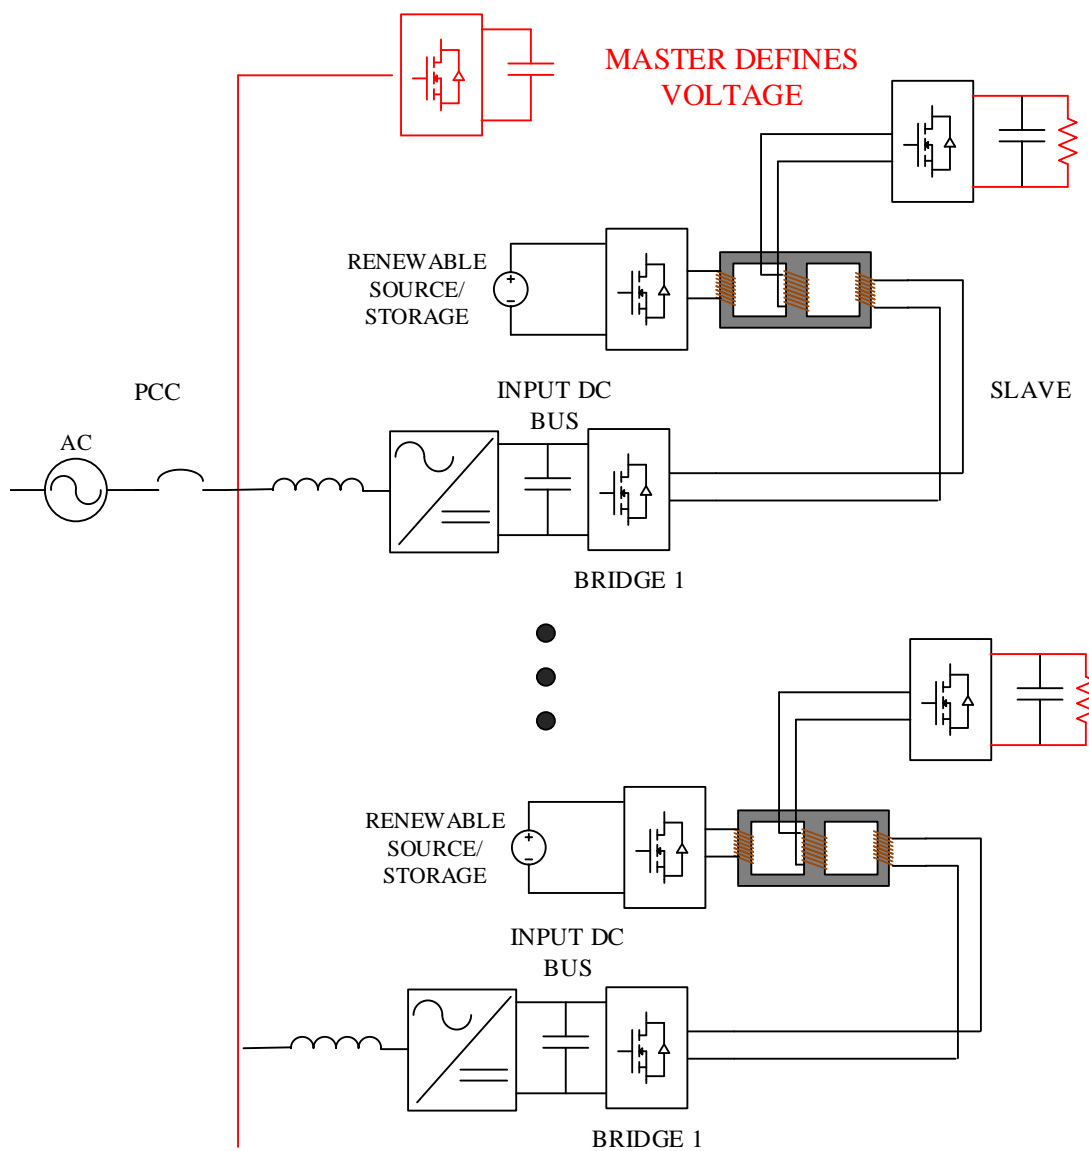 MASTER DEFINES
VOLTAGE
RENEWABLE
SOURCE/
STORAGE
PCC
INPUT DC
BUS
SLAVE
AC
BRIDGE 1
RENEWABLE
SOURCE/
STORAGE
INPUT DC
BUS
BRIDGE 1